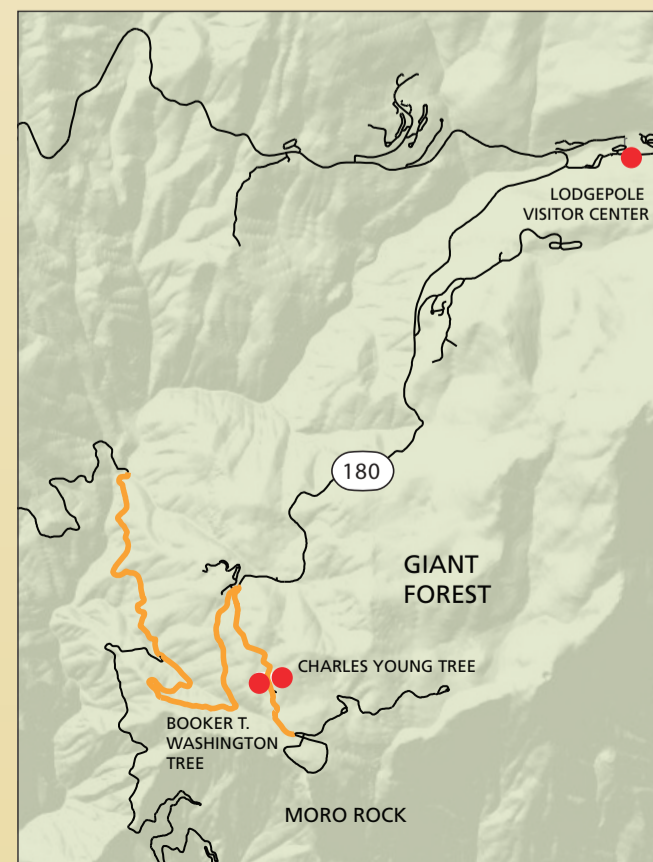 LODGEPOLE
VISITOR CENTER
180
GIANT
FOREST
CHARLES YOUNG TREE
BOOKER T.
WASHINGTON
TREE
MORO ROCK